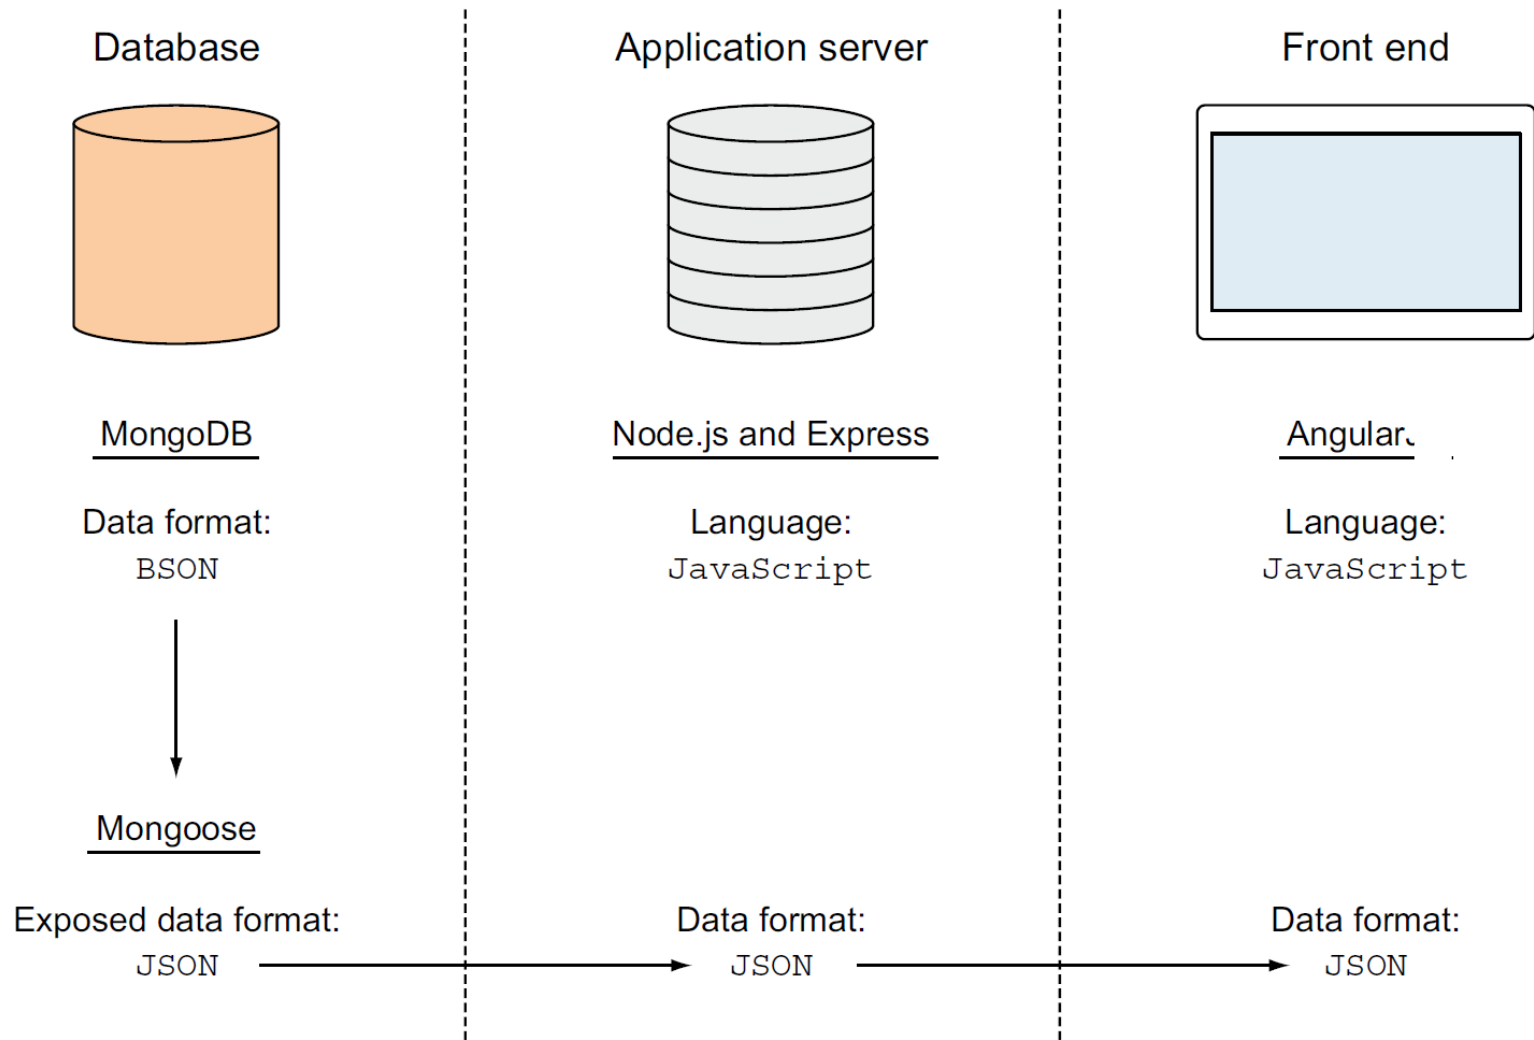 Database
Application server
Front end
MongoDB
Node.js and Express
Angular
Data format:
BSON
Language:
JavaScript
Language:
JavaScript
Mongoose
Exposed data format:
JSON
Data format:
JSON
Data format:
JSON